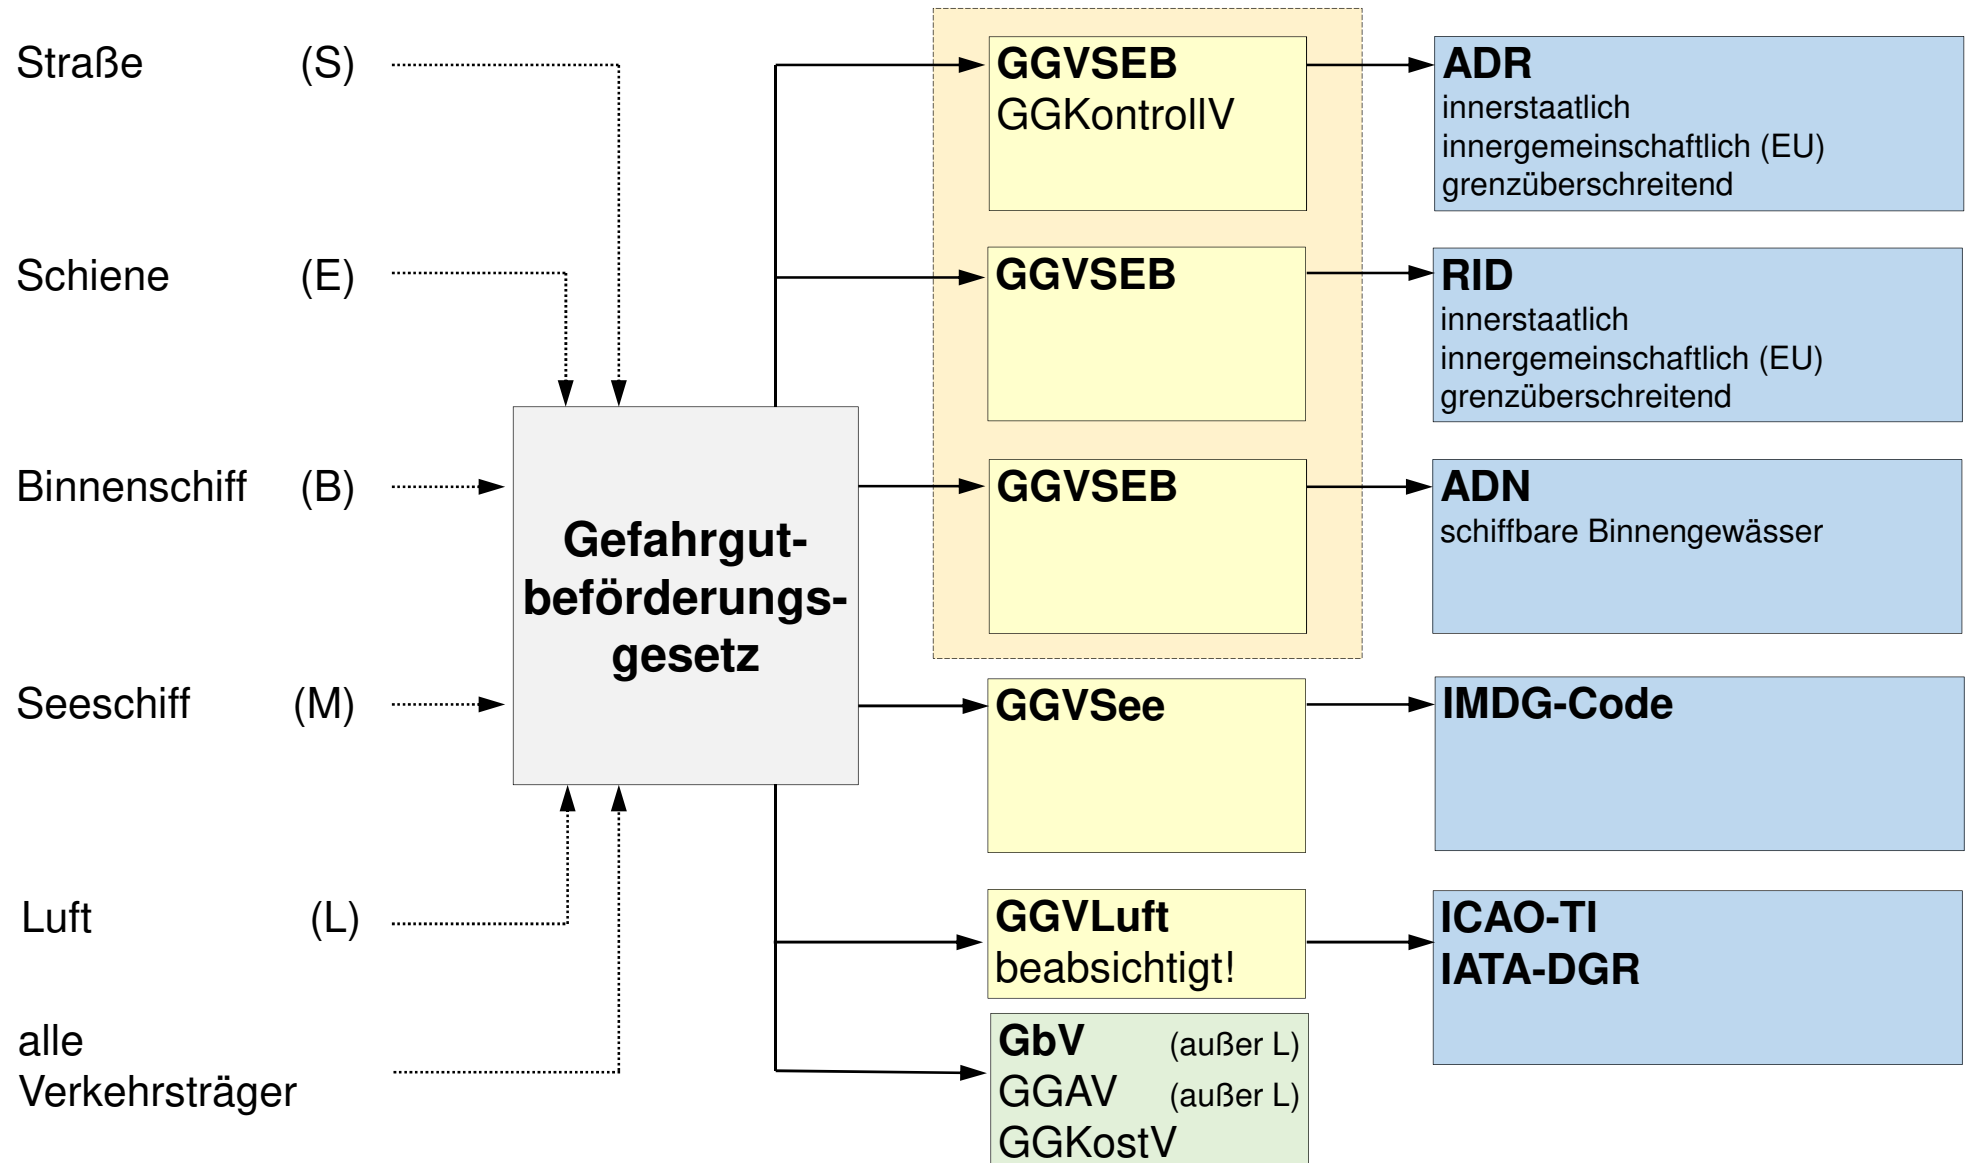 Straße (S)
GGVSEB
GGKontrollV
ADR
innerstaatlich
innergemeinschaftlich (EU)
grenzüberschreitend
Schiene (E)
GGVSEB
RID
innerstaatlich
innergemeinschaftlich (EU)
grenzüberschreitend
Binnenschiff (B)
Gefahrgut-
beförderungs-
gesetz
GGVSEB
ADN
schiffbare Binnengewässer
Seeschiff (M)
GGVSee
IMDG-Code
Luft (L)
GGVLuft
beabsichtigt!
ICAO-TI
IATA-DGR
alle
Verkehrsträger
GbV (außer L)
GGAV (außer L)
GGKostV